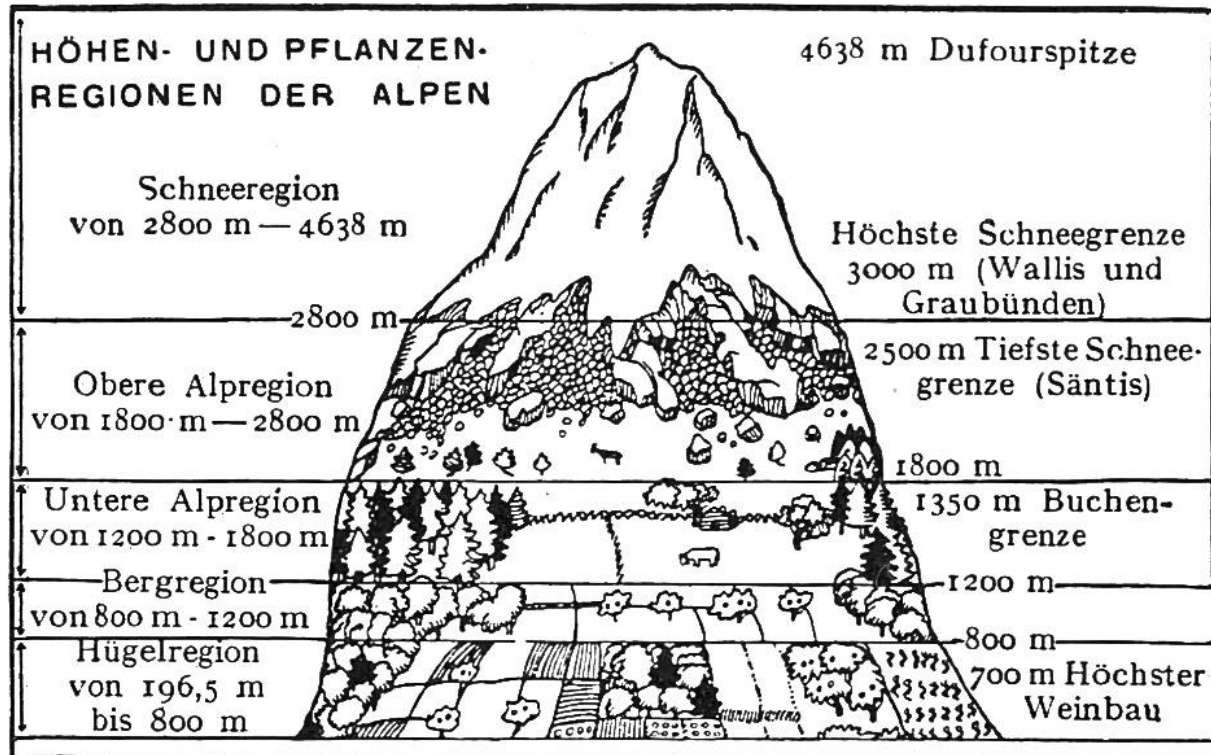 HÖHEN- UND PFLANZEN-
REGIONEN DER ALPEN
4638 m Dufourspitze
Schneeregion
von 2800 m — 4638 m
Höchste Schneegrenze
3000 m (Wallis und
Graubünden)
2800 m
2500 m Tiefste Schnee-
grenze (Säntis)
Obere Alpregion
von 1800 m — 2800 m
1800 m
Untere Alpregion
von 1200 m - 1800 m
1350 m Buchen-
grenze
Bergregion
von 800 m - 1200 m
1200 m
800 m
Hügelregion
von 196,5 m
bis 800 m
700 m Höchster
Weinbau